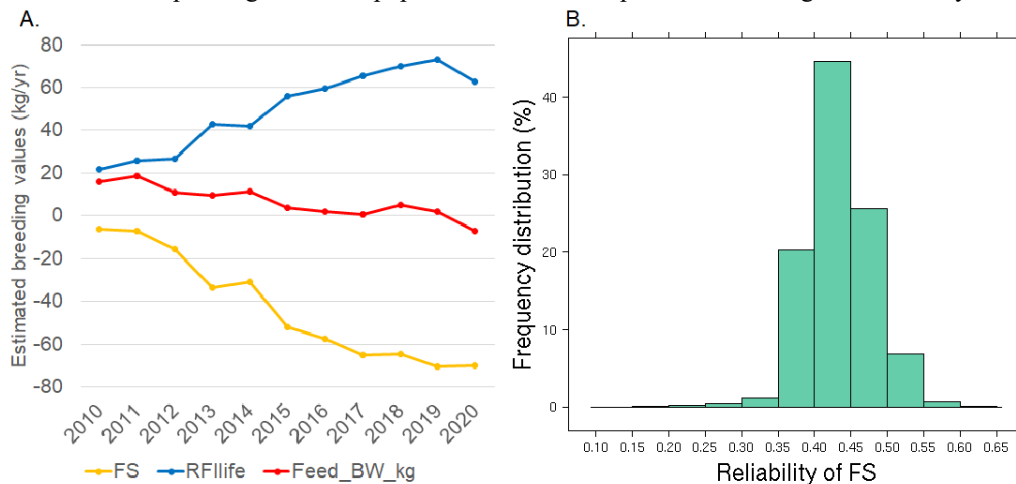 A.
80
60
40
20
0
-20
-40
-60
-80
Estimated breeding values (kg/yr)
2010 2011 2012 2013 2014 2015 2016 2017 2018 2019 2020
FS RFIlife Feed_BW_kg
B.
40
30
20
10
0
Frequency distribution (%)
0.10 0.15 0.20 0.25 0.30 0.35 0.40 0.45 0.50 0.55 0.60 0.65
Reliability of FS